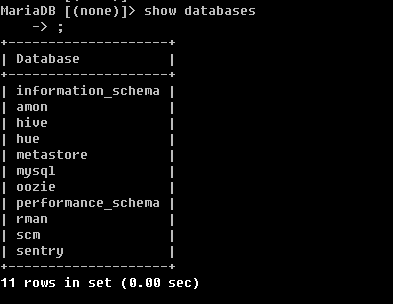 MariaDB [(none)]> show databases
    -> ;
+--------------------+
| Database           |
+--------------------+
| information_schema |
| amon               |
| hive               |
| hue                |
| metastore          |
| mysql              |
| oozie              |
| performance_schema |
| rman               |
| scm                |
| sentry             |
+--------------------+
11 rows in set (0.00 sec)